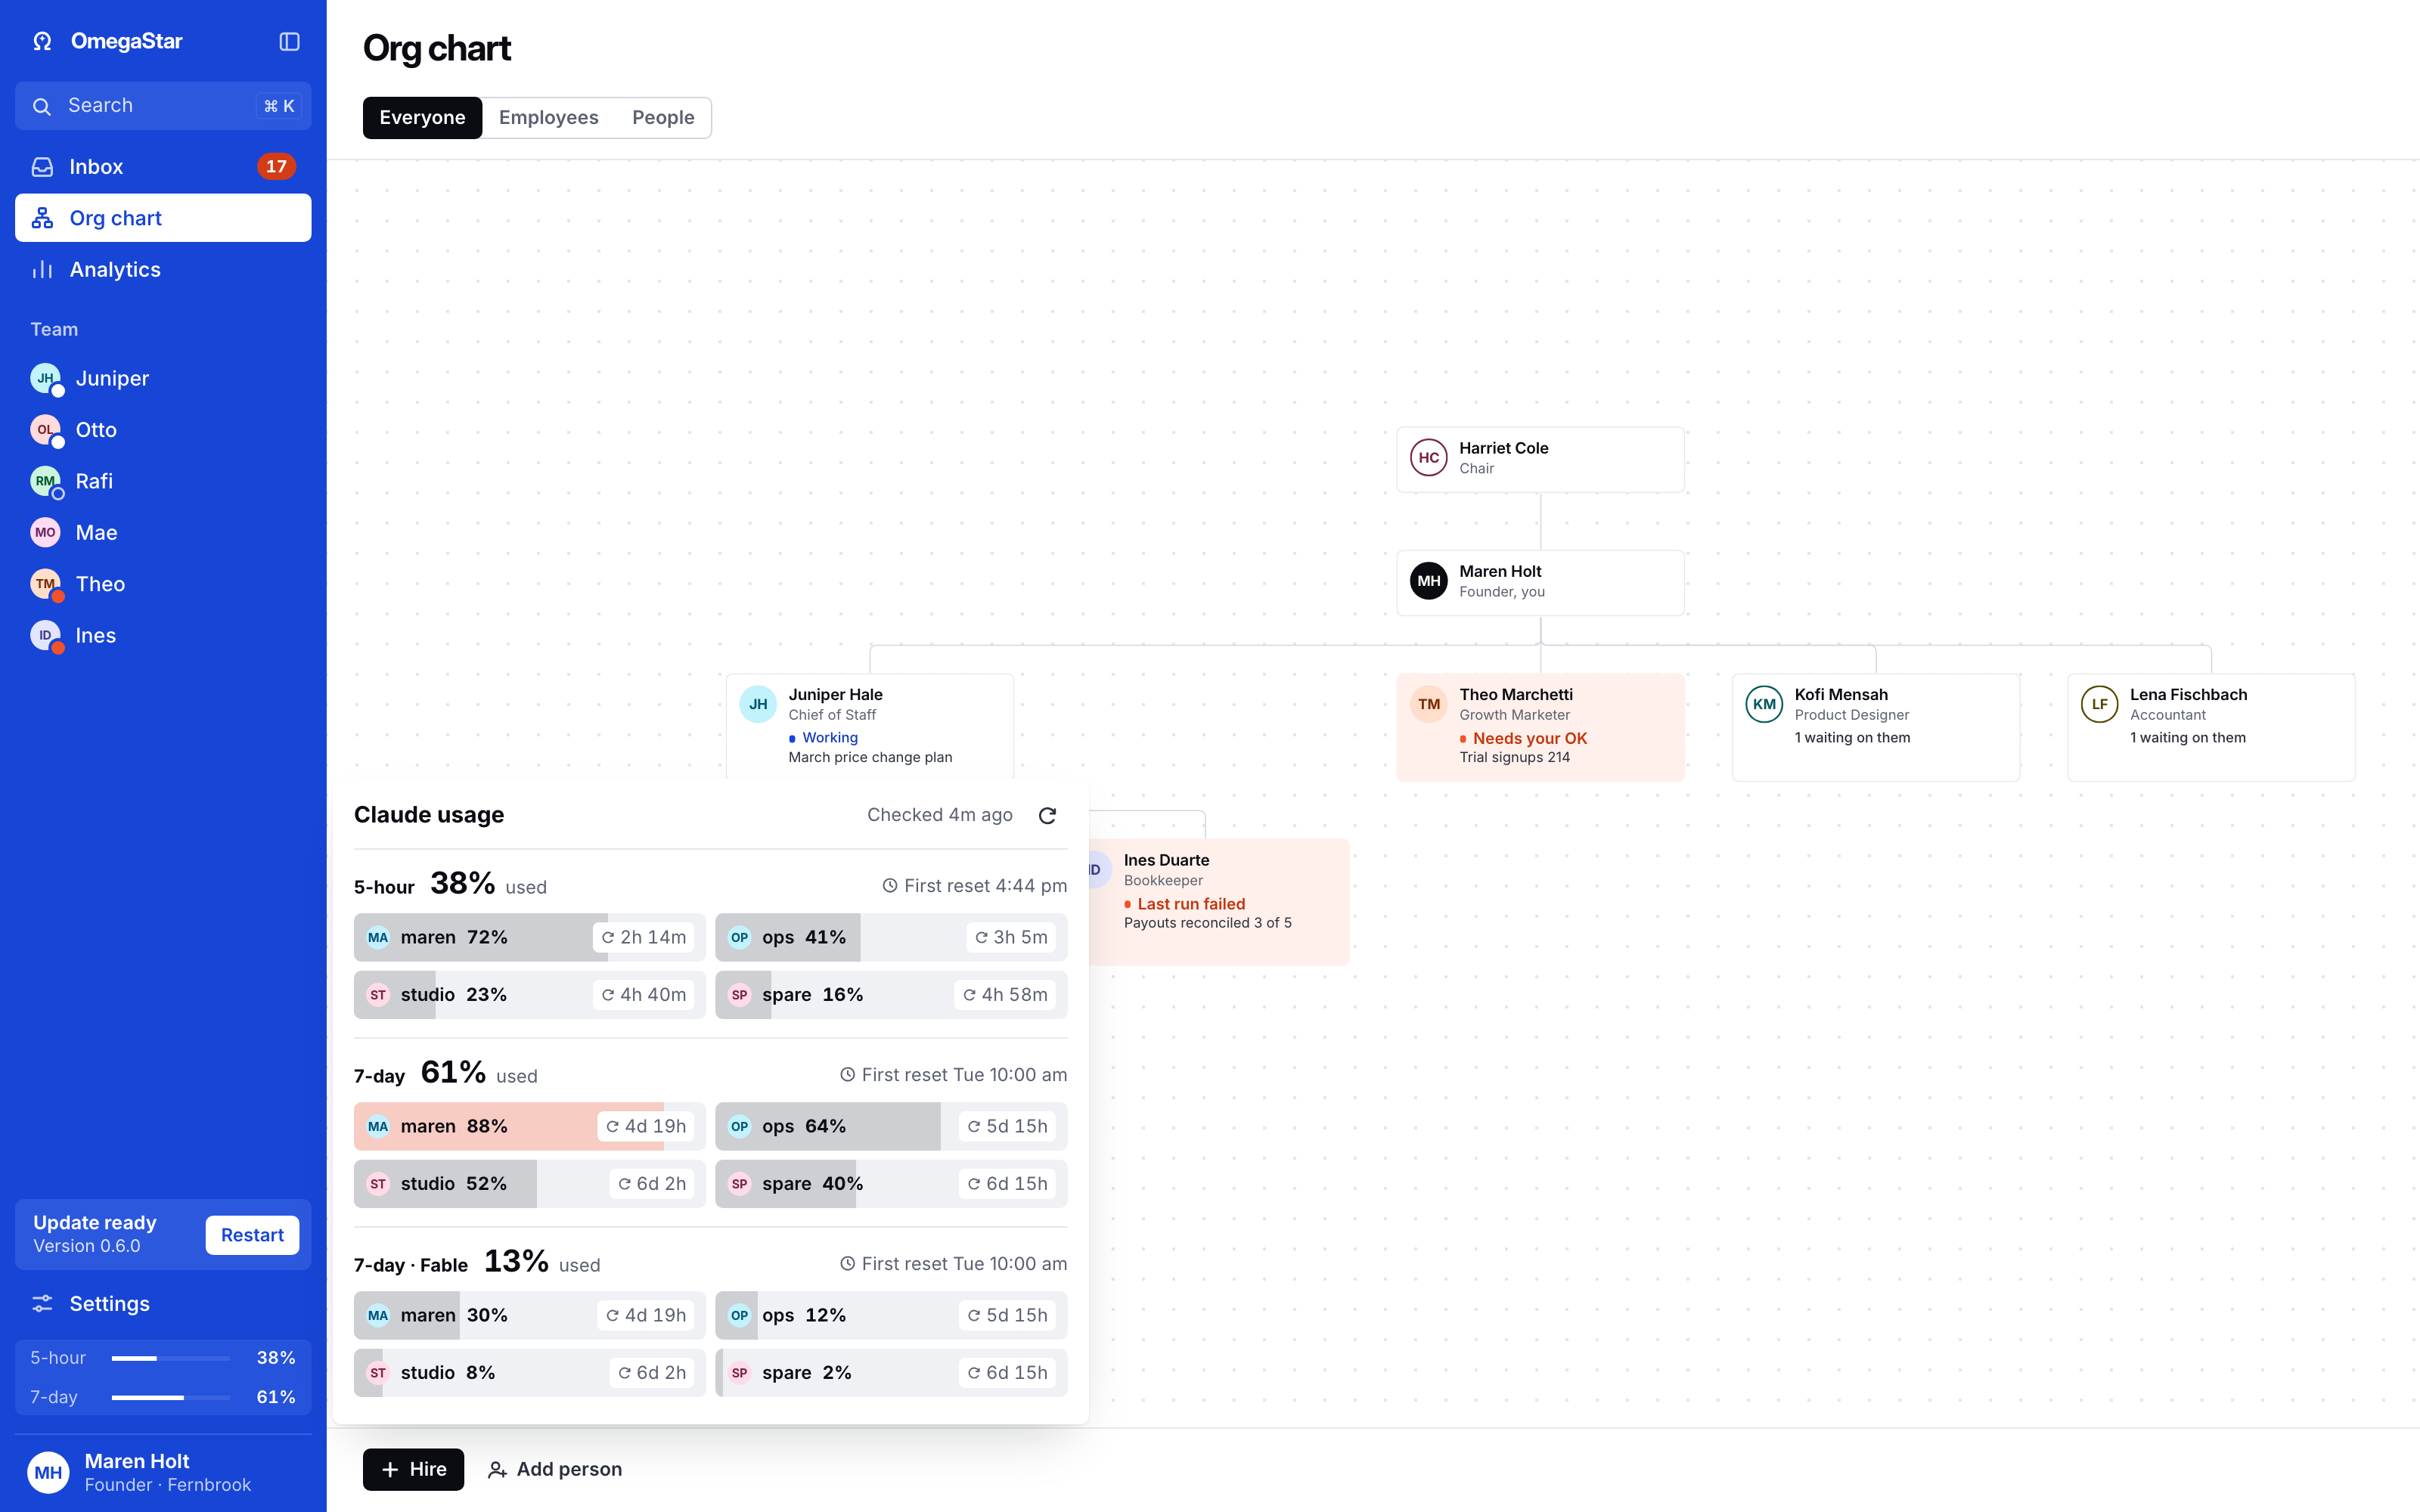 OmegaStar
Search ⌘ K
Inbox 17
Org chart
Analytics
Team
JH Juniper
OL Otto
RM Rafi
MO Mae
TM Theo
ID Ines
Update ready
Version 0.6.0
Restart
Settings
5-hour 38%
7-day 61%
MH Maren Holt
Founder · Fernbrook
Org chart
Everyone Employees People
HC Harriet Cole
Chair
MH Maren Holt
Founder, you
JH Juniper Hale
Chief of Staff
Working
March price change plan
TM Theo Marchetti
Growth Marketer
Needs your OK
Trial signups 214
KM Kofi Mensah
Product Designer
1 waiting on them
LF Lena Fischbach
Accountant
1 waiting on them
Ines Duarte
Bookkeeper
Last run failed
Payouts reconciled 3 of 5
Claude usage Checked 4m ago
5-hour 38% used First reset 4:44 pm
MA maren 72% 2h 14m OP ops 41% 3h 5m
ST studio 23% 4h 40m SP spare 16% 4h 58m
7-day 61% used First reset Tue 10:00 am
MA maren 88% 4d 19h OP ops 64% 5d 15h
ST studio 52% 6d 2h SP spare 40% 6d 15h
7-day · Fable 13% used First reset Tue 10:00 am
MA maren 30% 4d 19h OP ops 12% 5d 15h
ST studio 8% 6d 2h SP spare 2% 6d 15h
+ Hire Add person